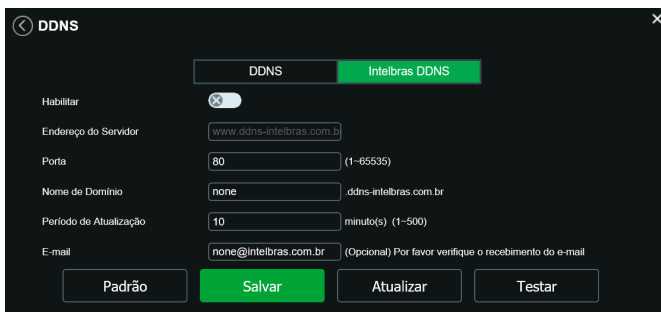 DDNS
DDNS Intelbras DDNS
Habilitar
Endereço do Servidor www.ddns-intelbras.com.b
Porta 80 (1~65535)
Nome de Domínio none .ddns-intelbras.com.br
Período de Atualização 10 minuto(s) (1~500)
E-mail none@intelbras.com.br (Opcional) Por favor verifique o recebimento do e-mail
Padrão Salvar Atualizar Testar